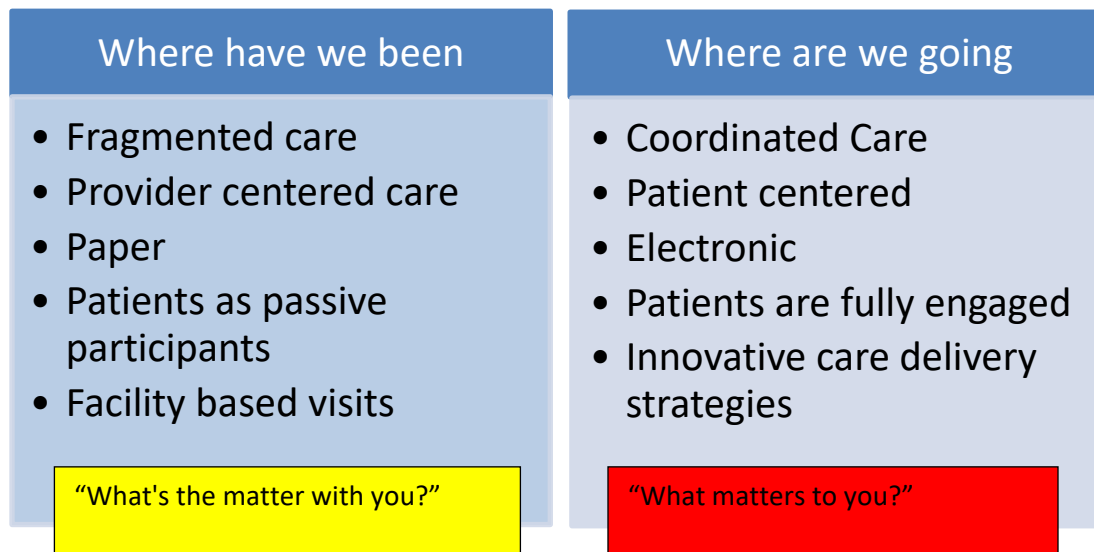 Where have we been
• Fragmented care
• Provider centered care
• Paper
• Patients as passive
participants
• Facility based visits
“What's the matter with you?”
Where are we going
• Coordinated Care
• Patient centered
• Electronic
• Patients are fully engaged
• Innovative care delivery
strategies
“What matters to you?”